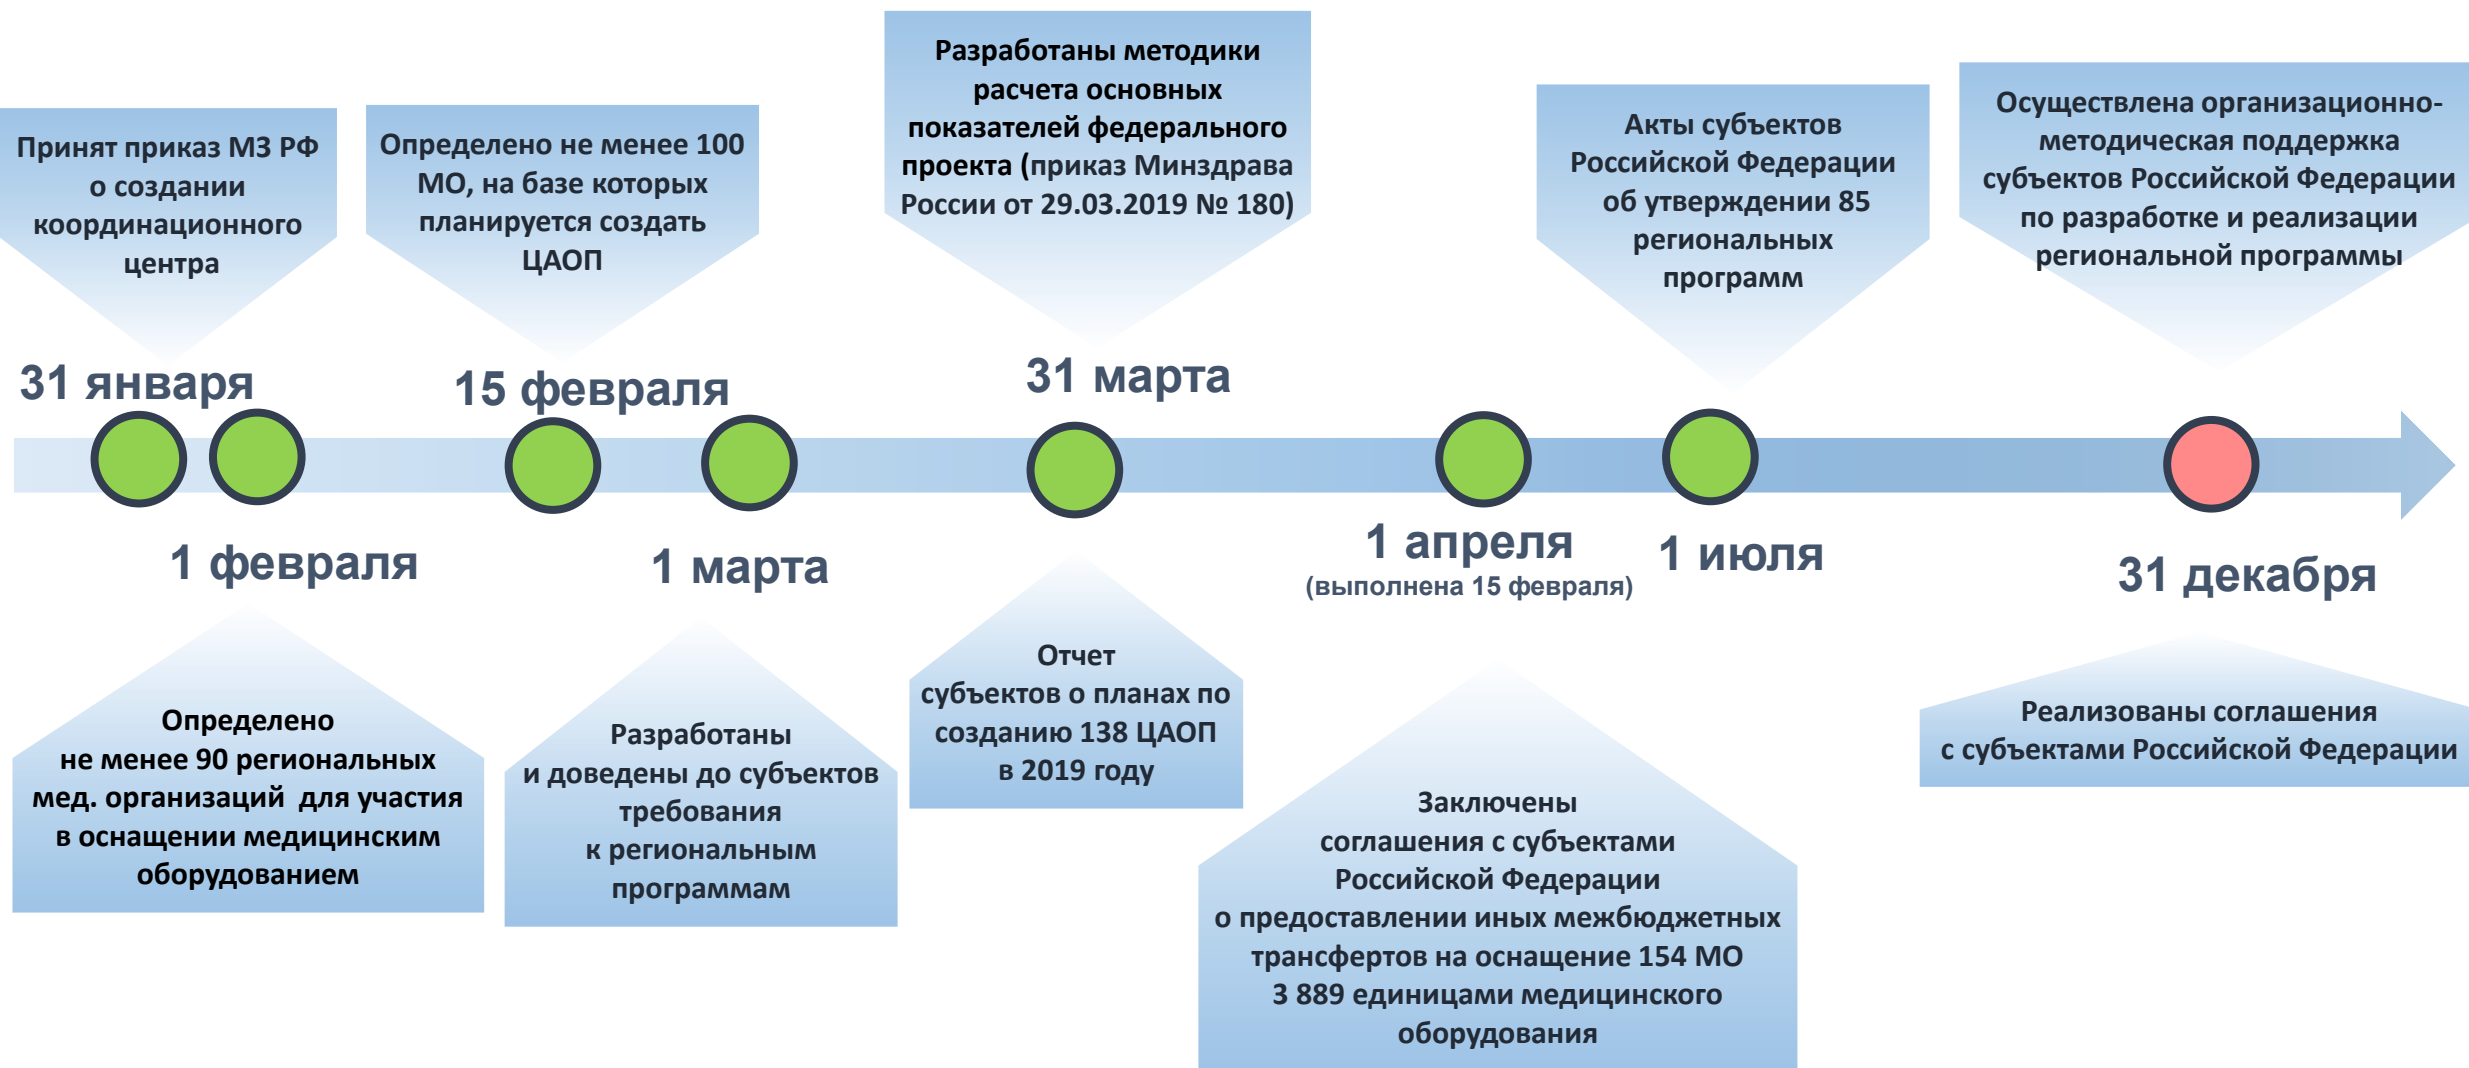 Принят приказ МЗ РФ
о создании
координационного
центра
Определено не менее 100
МО, на базе которых
планируется создать
ЦАОП
Разработаны методики
расчета основных
показателей федерального
проекта (приказ Минздрава
России от 29.03.2019 № 180)
Акты субъектов
Российской Федерации
об утверждении 85
региональных
программ
Осуществлена организационно-
методическая поддержка
субъектов Российской Федерации
по разработке и реализации
региональной программы
31 января
15 февраля
31 марта
1 февраля
1 марта
1 апреля
(выполнена 15 февраля)
1 июля
31 декабря
Определено
не менее 90 региональных
мед. организаций для участия
в оснащении медицинским
оборудованием
Разработаны
и доведены до субъектов
требования
к региональным
программам
Отчет
субъектов о планах по
созданию 138 ЦАОП
в 2019 году
Заключены
соглашения с субъектами
Российской Федерации
о предоставлении иных межбюджетных
трансфертов на оснащение 154 МО
3 889 единицами медицинского
оборудования
Реализованы соглашения
с субъектами Российской Федерации